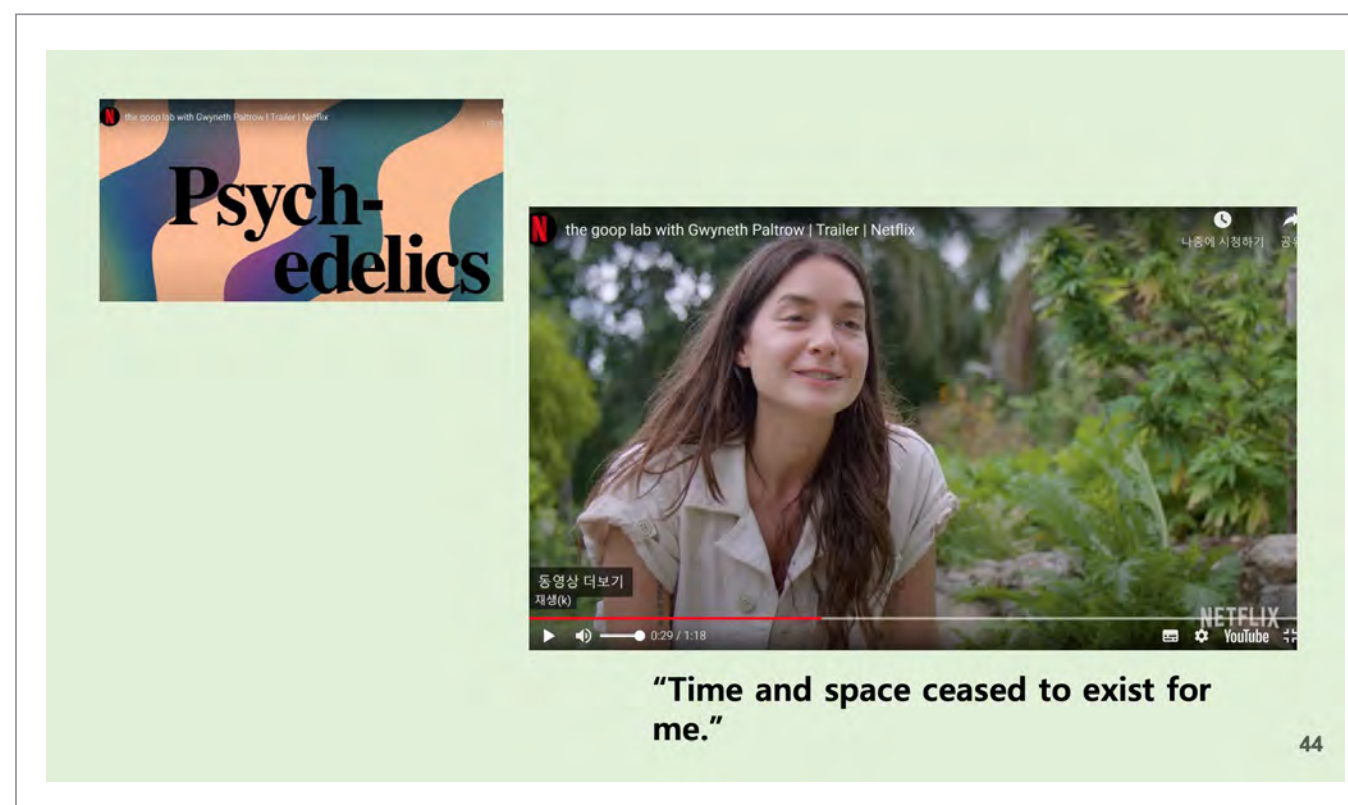 the goop lab with Gwyneth Paltrow | Trailer | Netflix
Psych-
edelics
the goop lab with Gwyneth Paltrow | Trailer | Netflix
나중에 시청하기
동영상 더보기
재생(k)
NETFLIX
0:29 / 1:18
YouTube
“Time and space ceased to exist for
me.”
44